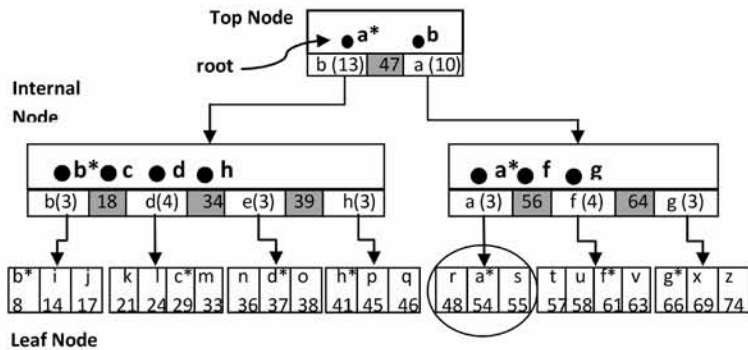 Top Node
a* b
root
b (13) 47 a (10)
Internal
Node
b* c d h
a* f g
b(3) 18 d(4) 34 e(3) 39 h(3)
a (3) 56 f (4) 64 g (3)
b* i j
8 14 17
k l c* m
21 24 29 33
n d* o
36 37 38
h* p q
41 45 46
r a* s
48 54 55
t u f* v
57 58 61 63
g* x z
66 69 74
Leaf Node